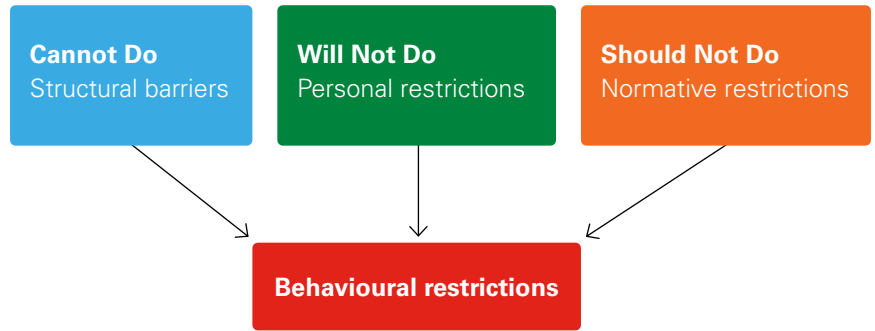 Cannot Do
Structural barriers
Will Not Do
Personal restrictions
Should Not Do
Normative restrictions
Behavioural restrictions